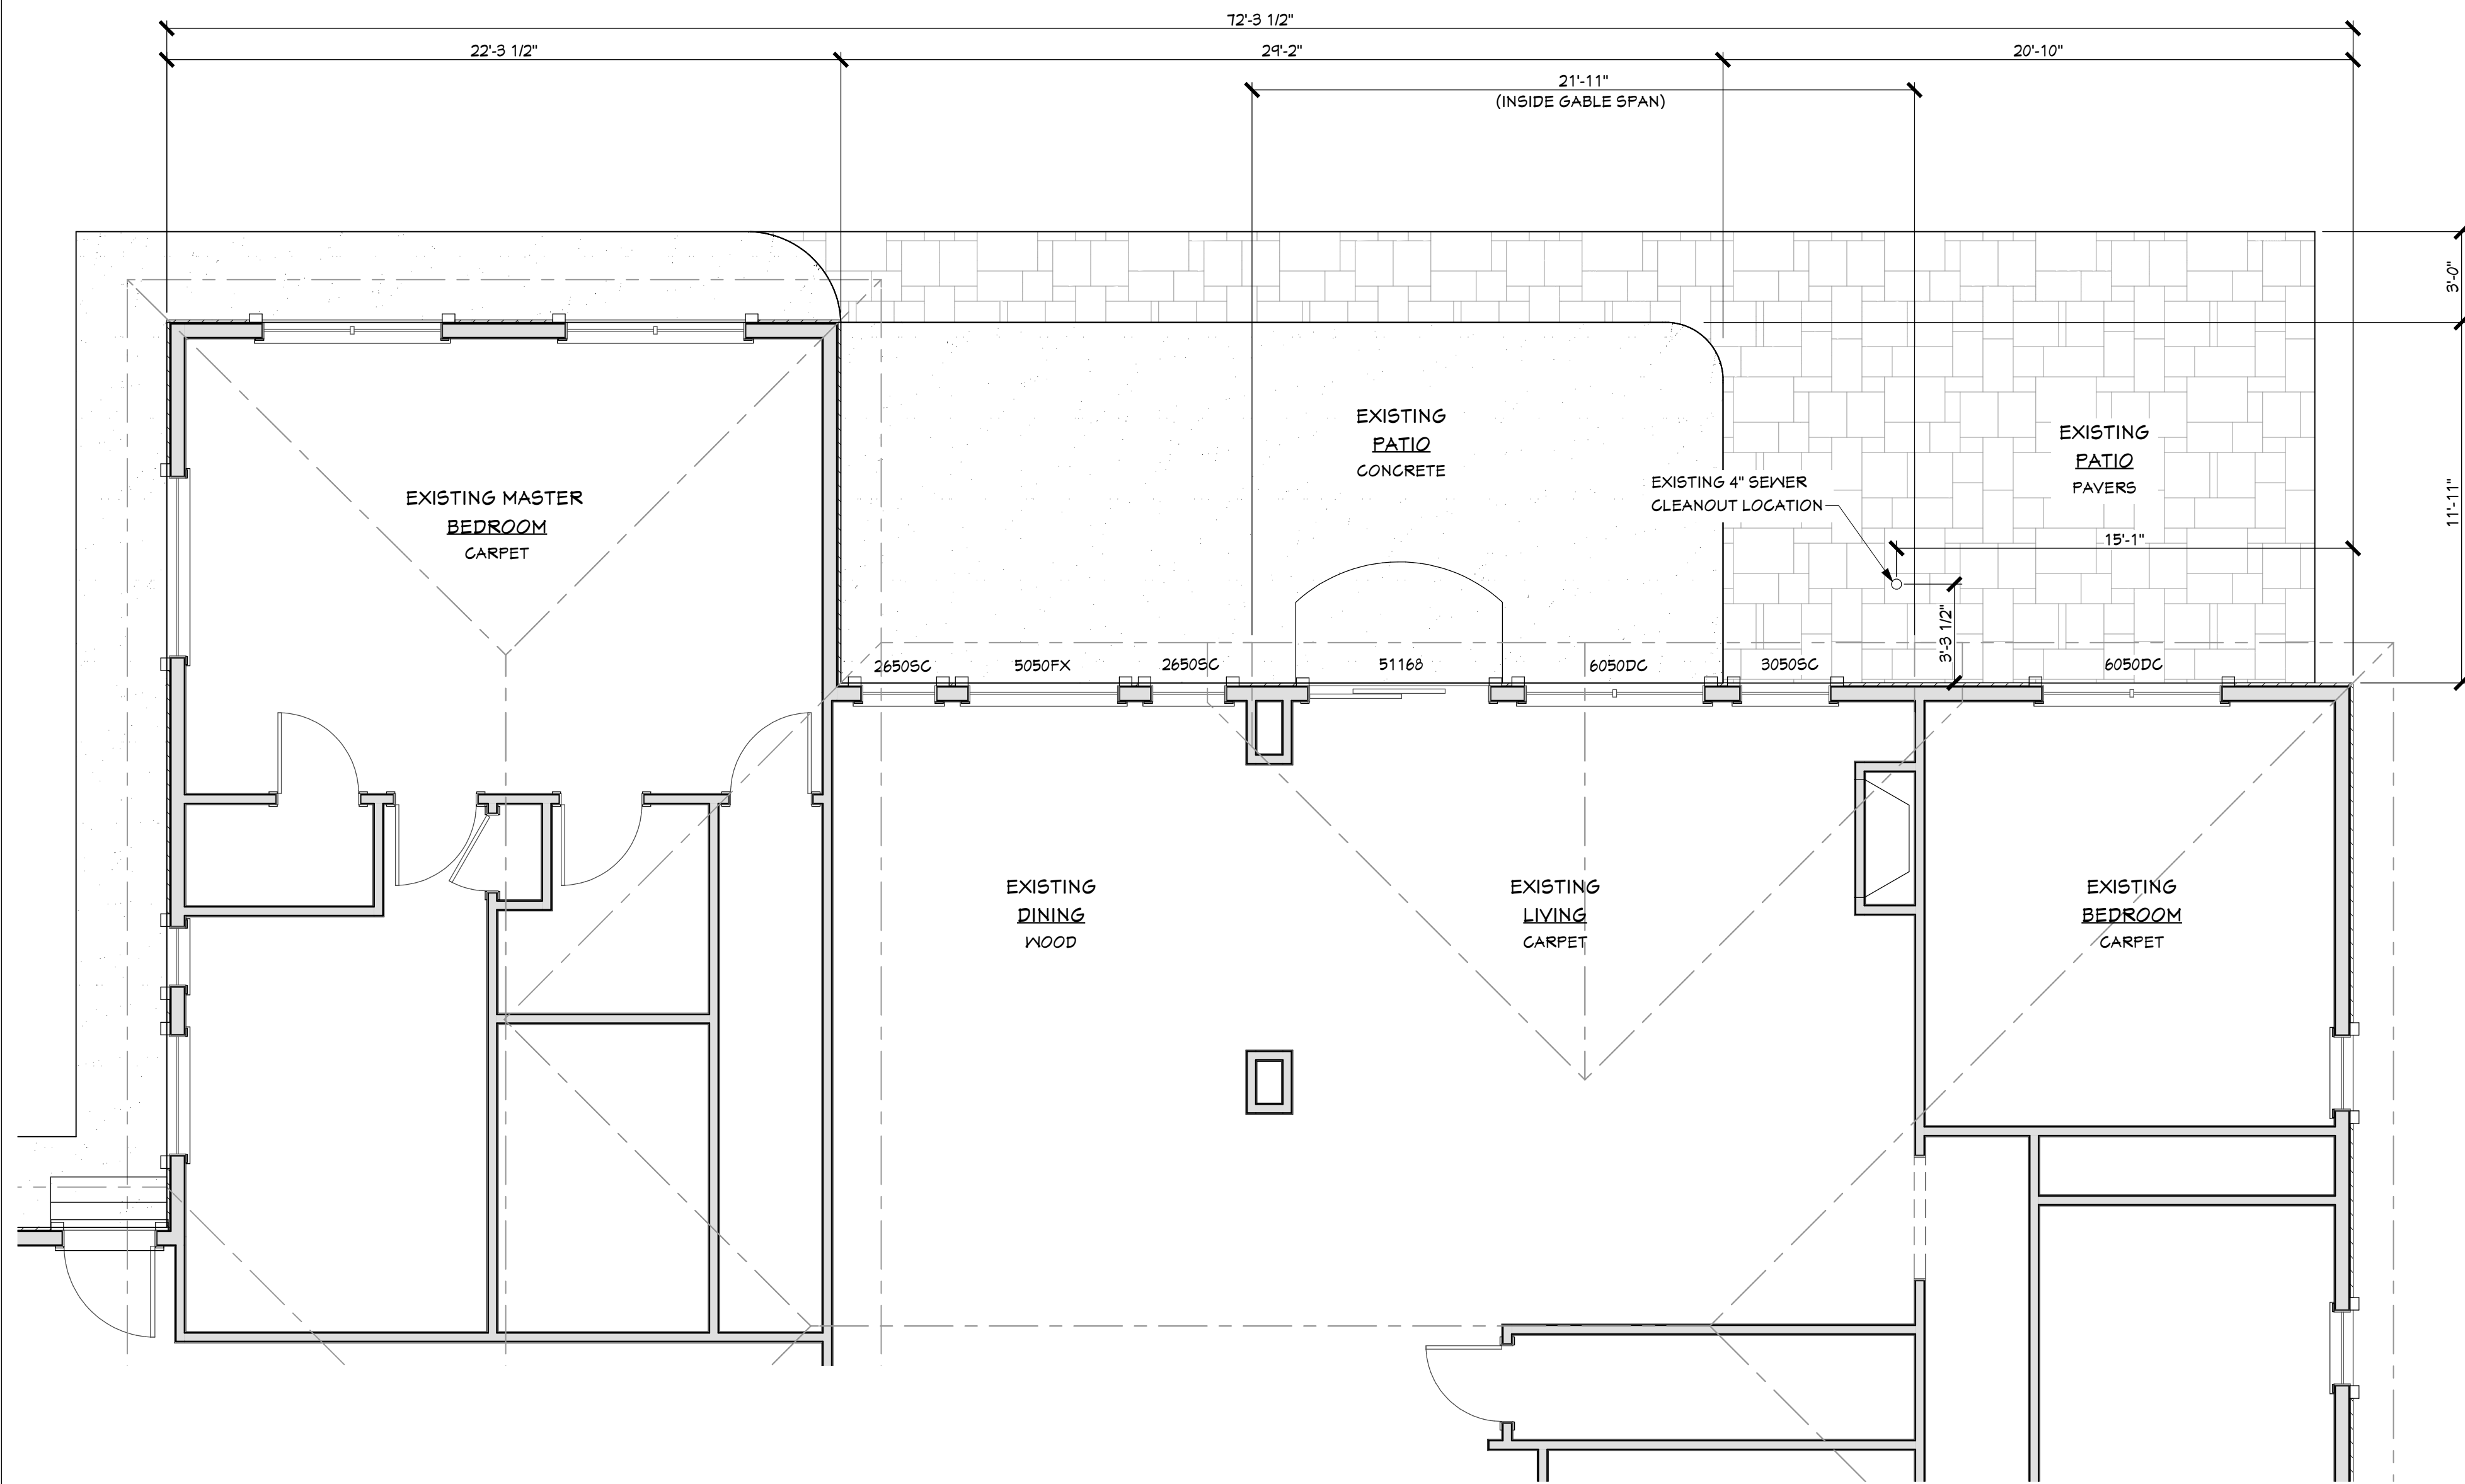 72'-3 1/2"
22'-3 1/2"
29'-2"
20'-10"
21'-11"
(INSIDE GABLE SPAN)
3'-0"
EXISTING
PATIO
CONCRETE
EXISTING
PATIO
PAVERS
EXISTING 4" SEWER
CLEANOUT LOCATION
11'-11"
EXISTING MASTER
BEDROOM
CARPET
15'-1"
3'-3 1/2"
2650SC
5050FX
2650SC
51168
6050DC
3050SC
6050DC
EXISTING
DINING
WOOD
EXISTING
LIVING
CARPET
EXISTING
BEDROOM
CARPET